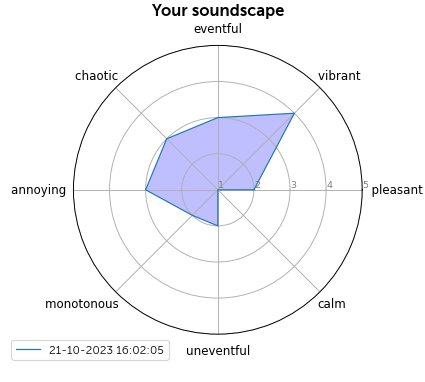 Your soundscape
eventful
chaotic
vibrant
annoying
1
2
3
4
5
pleasant
monotonous
calm
uneventful
21-10-2023 16:02:05